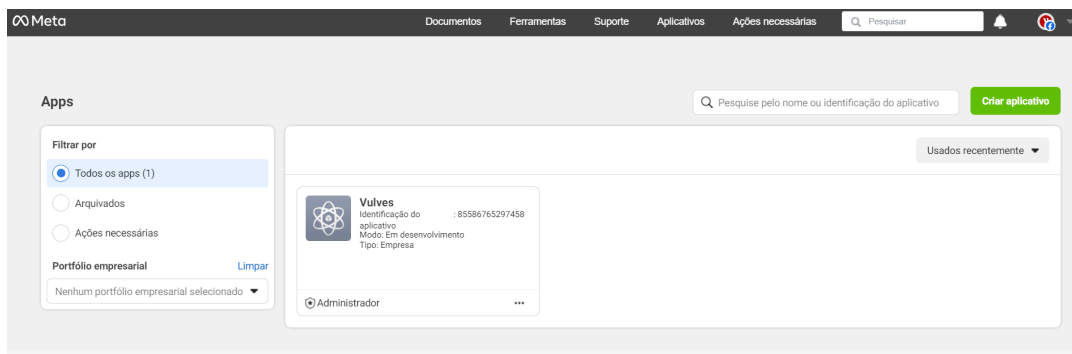 Meta
Documentos Ferramentas Suporte Aplicativos Ações necessárias Pesquisar
Apps
Pesquise pelo nome ou identificação do aplicativo
Criar aplicativo
Filtrar por
Todos os apps (1)
Arquivados
Ações necessárias
Portfólio empresarial Limpar
Nenhum portfólio empresarial selecionado
Usados recentemente
Vulves
Identificação do : 85586765297458
aplicativo
Modo: Em desenvolvimento
Tipo: Empresa
Administrador